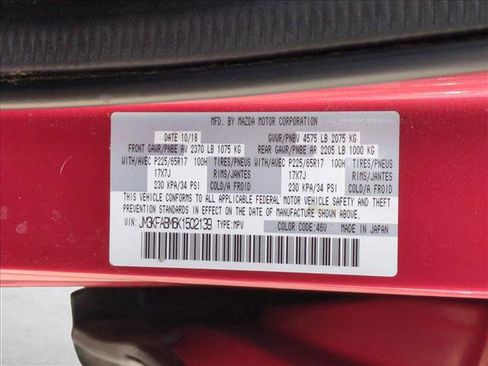 MFD. BY MAZDA MOTOR CORPORATION
DATE 10/18 GVWR/PNBV 4575 LB 2075 KG
FRONT GAWR/PNBE AV 2370 LB 1075 KG REAR GAWR/PNBE AR 2205 LB 1000 KG
WITH/AVEC P225/65R17 100H TIRES/PNEUS WITH/AVEC P225/65R17 100H TIRES/PNEUS
17X7J RIMS/JANTES 17X7J RIMS/JANTES
230 KPA/34 PSI COLD/A FROID 230 KPA/34 PSI COLD/A FROID
THIS VEHICLE CONFORMS TO ALL APPLICABLE FEDERAL MOTOR VEHICLE SAFETY AND THEFT
PREVENTION STANDARDS IN EFFECT ON THE DATE OF MANUFACTURE SHOWN ABOVE.
VIN: JM3KFABM6K1502139 TYPE: MPV
COLOR CODE: 46V MADE IN JAPAN